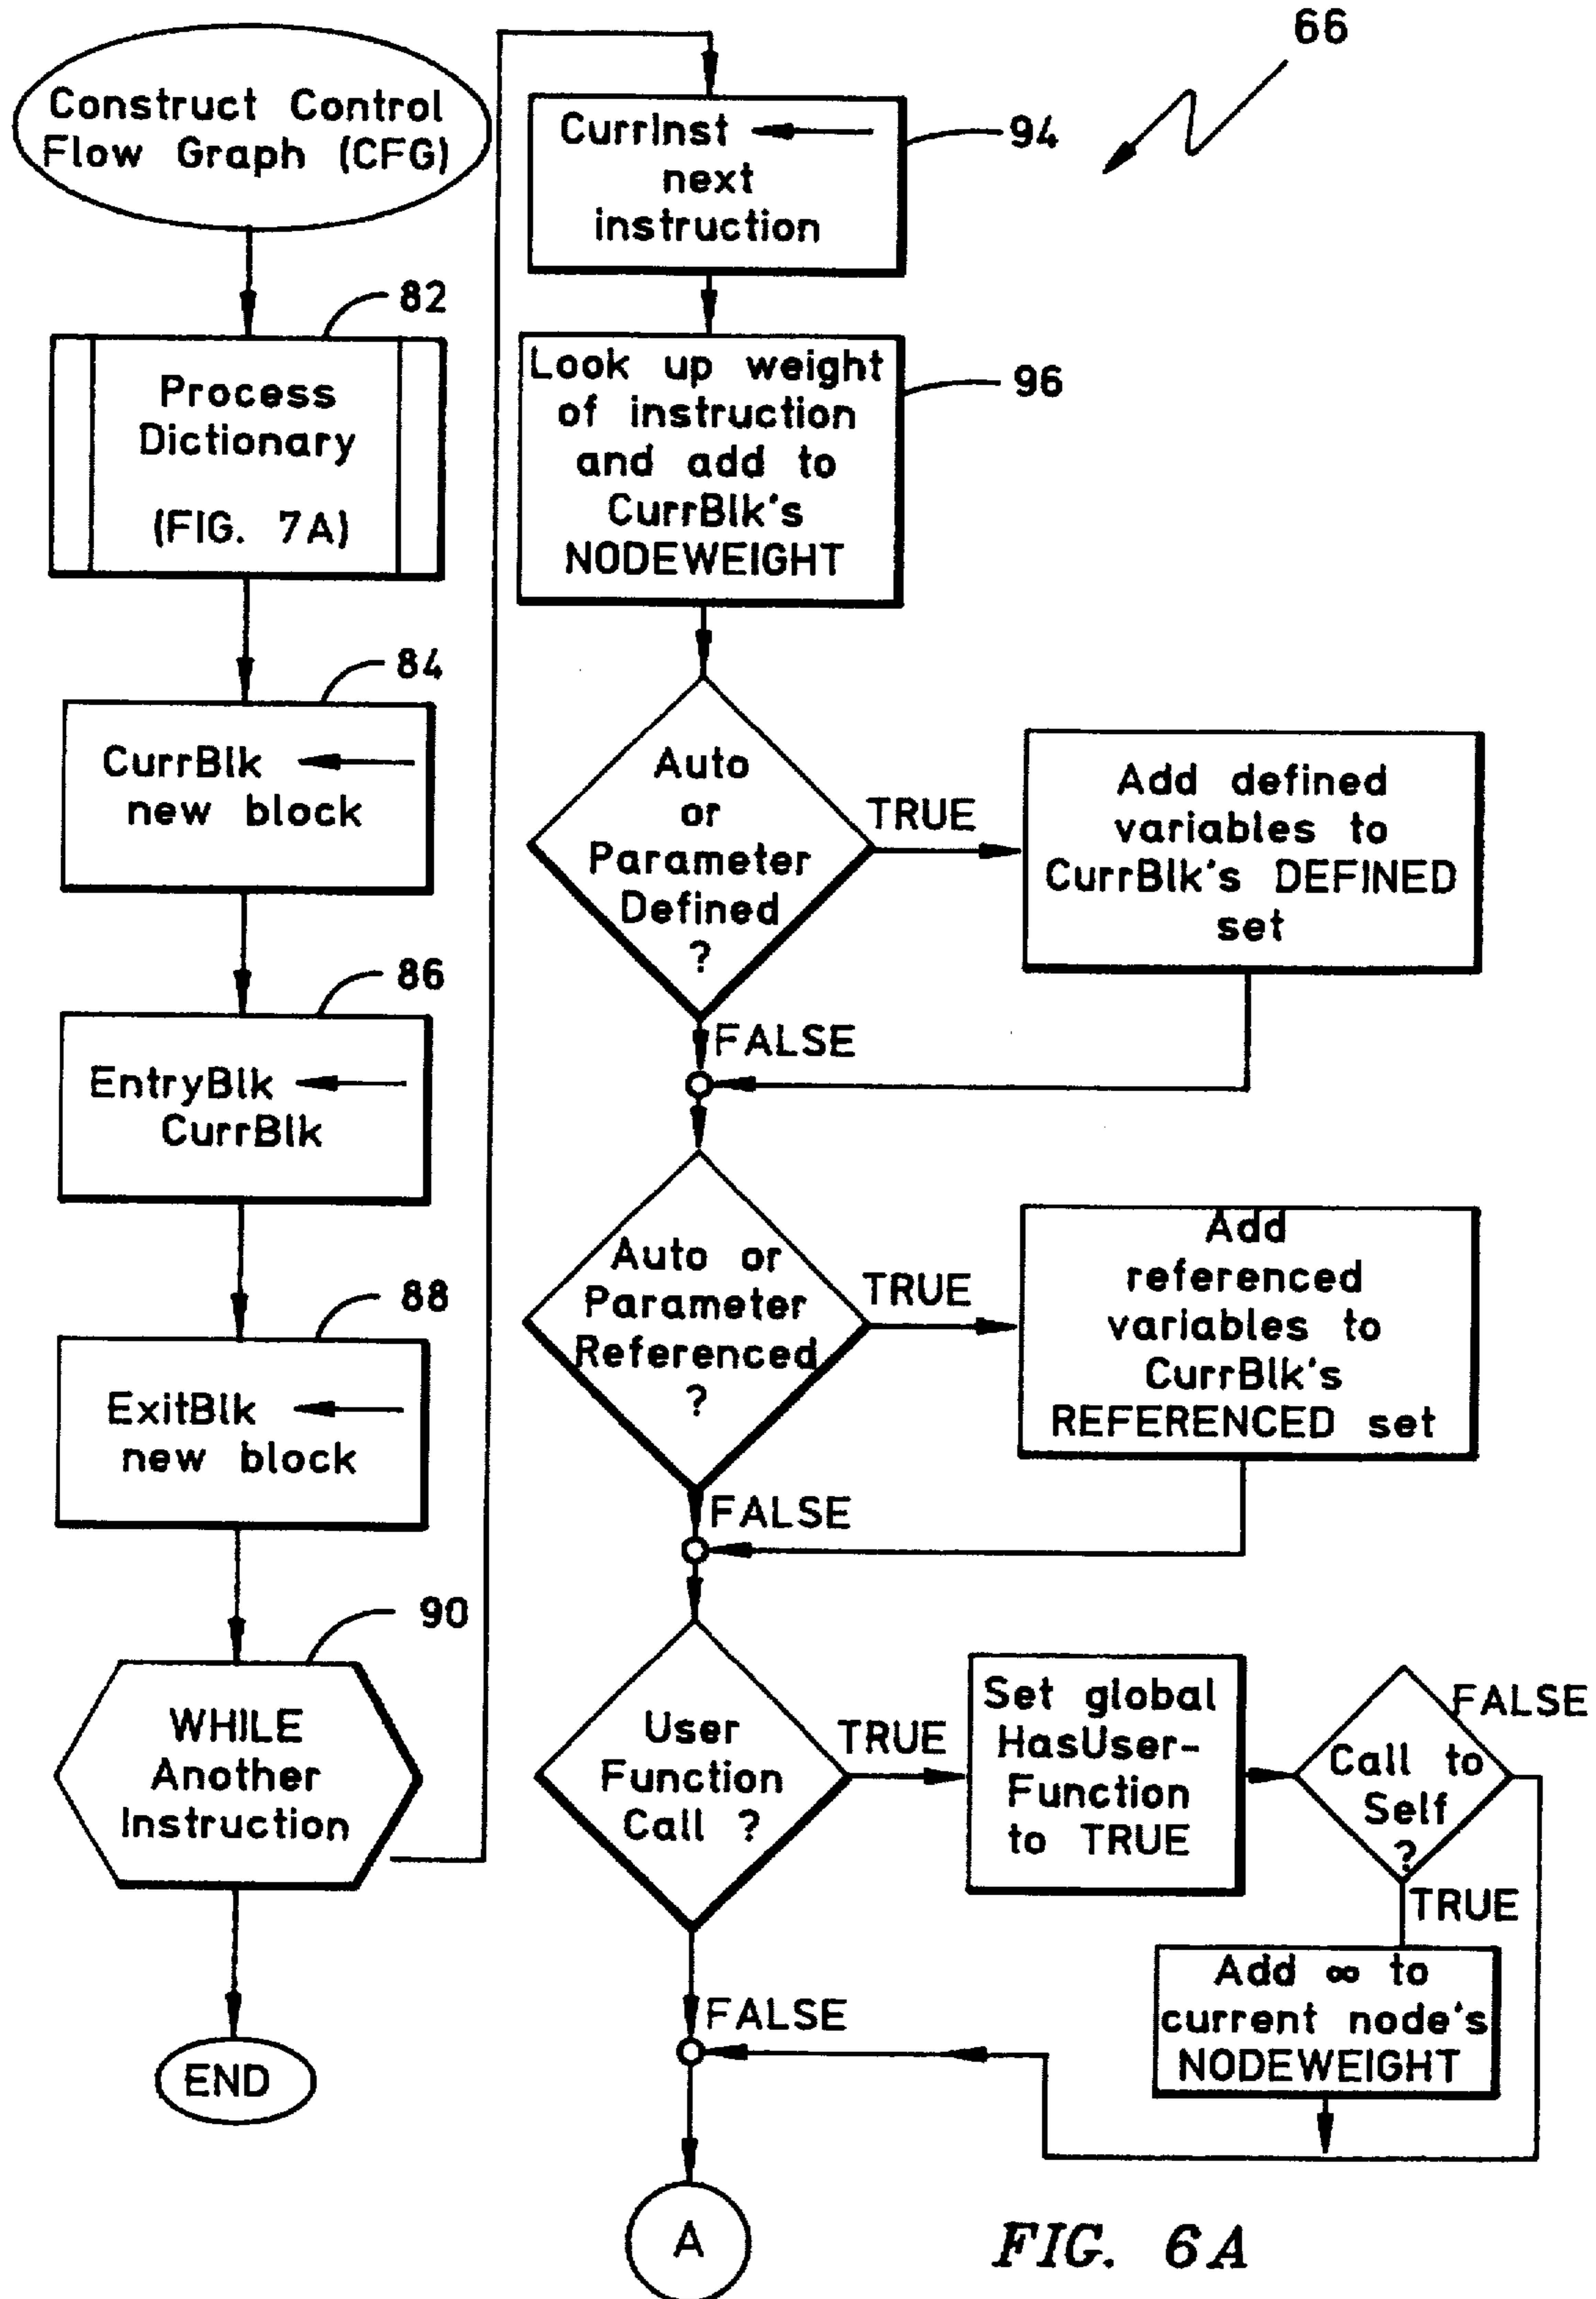 Construct Control
Flow Graph (CFG)
82
Process
Dictionary
(FIG. 7A)
84
CurrBlk
new block
86
EntryBlk
CurrBlk
88
ExitBlk
new block
90
WHILE
Another
Instruction
END
66
94
CurrInst
next
instruction
96
Look up weight
of instruction
and add to
CurrBlk's
NODEWEIGHT
Auto
or
Parameter
Defined
?
TRUE
Add defined
variables to
CurrBlk's DEFINED
set
FALSE
Auto or
Parameter
Referenced
?
TRUE
Add
referenced
variables to
CurrBlk's
REFERENCED set
FALSE
User
Function
Call ?
TRUE
Set global
HasUser-
Function
to TRUE
Call to
Self
?
FALSE
TRUE
Add ∞ to
current node's
NODEWEIGHT
FALSE
A
FIG. 6A